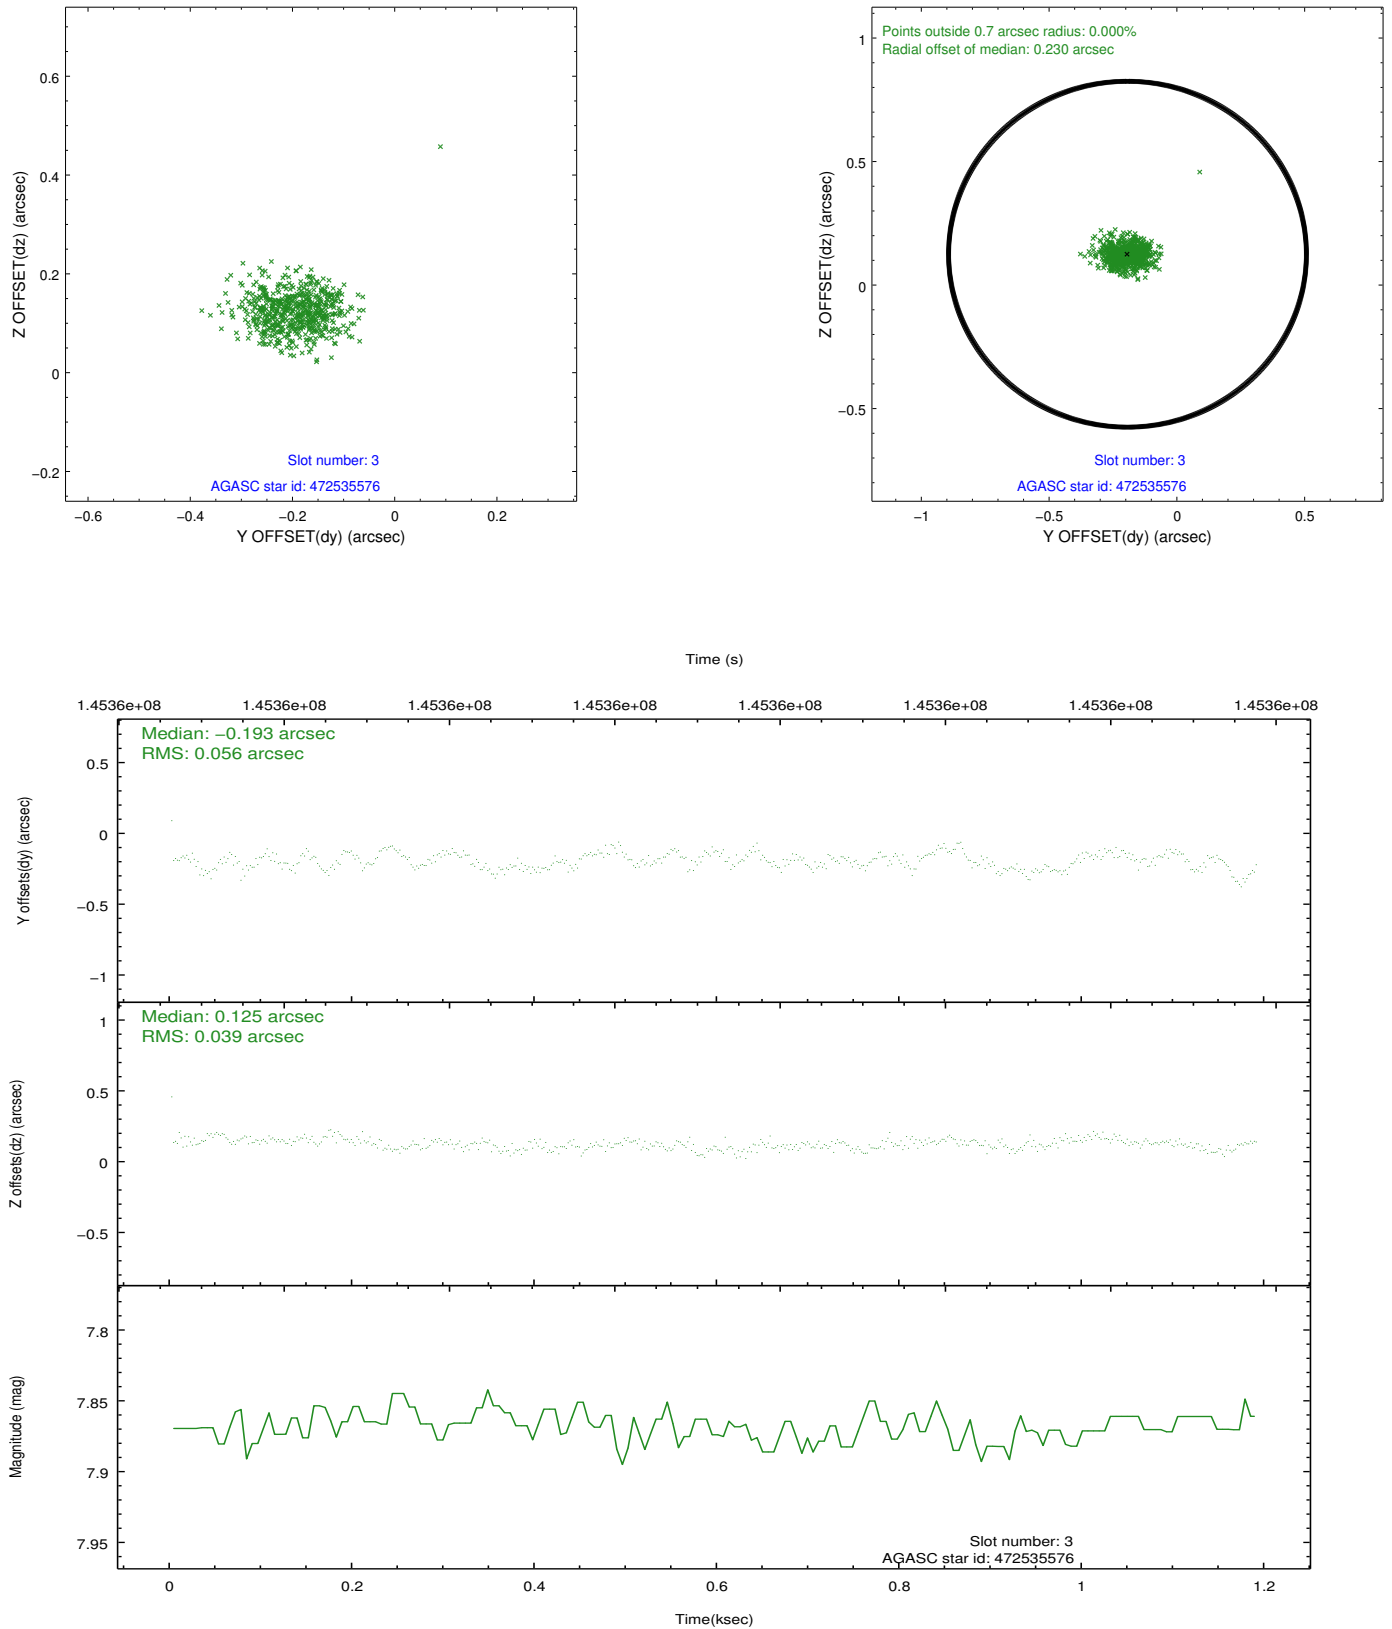 0.6
0.4
0.2
0
−0.2
Z OFFSET(dz) (arcsec)
Slot number: 3
AGASC star id: 472535576
−0.6 −0.4 −0.2 0 0.2
Y OFFSET(dy) (arcsec)
Points outside 0.7 arcsec radius: 0.000%
Radial offset of median: 0.230 arcsec
1
0.5
0
−0.5
Z OFFSET(dz) (arcsec)
Slot number: 3
AGASC star id: 472535576
−1 −0.5 0 0.5
Y OFFSET(dy) (arcsec)
Time (s)
1.4536e+08 1.4536e+08 1.4536e+08 1.4536e+08 1.4536e+08 1.4536e+08 1.4536e+08 1.4536e+08
Median: −0.193 arcsec
RMS: 0.056 arcsec
0.5
0
−0.5
−1
Y offsets(dy) (arcsec)
Median: 0.125 arcsec
RMS: 0.039 arcsec
1
0.5
0
−0.5
Z offsets(dz) (arcsec)
7.8
7.85
7.9
7.95
Magnitude (mag)
Slot number: 3
AGASC star id: 472535576
0 0.2 0.4 0.6 0.8 1 1.2
Time(ksec)